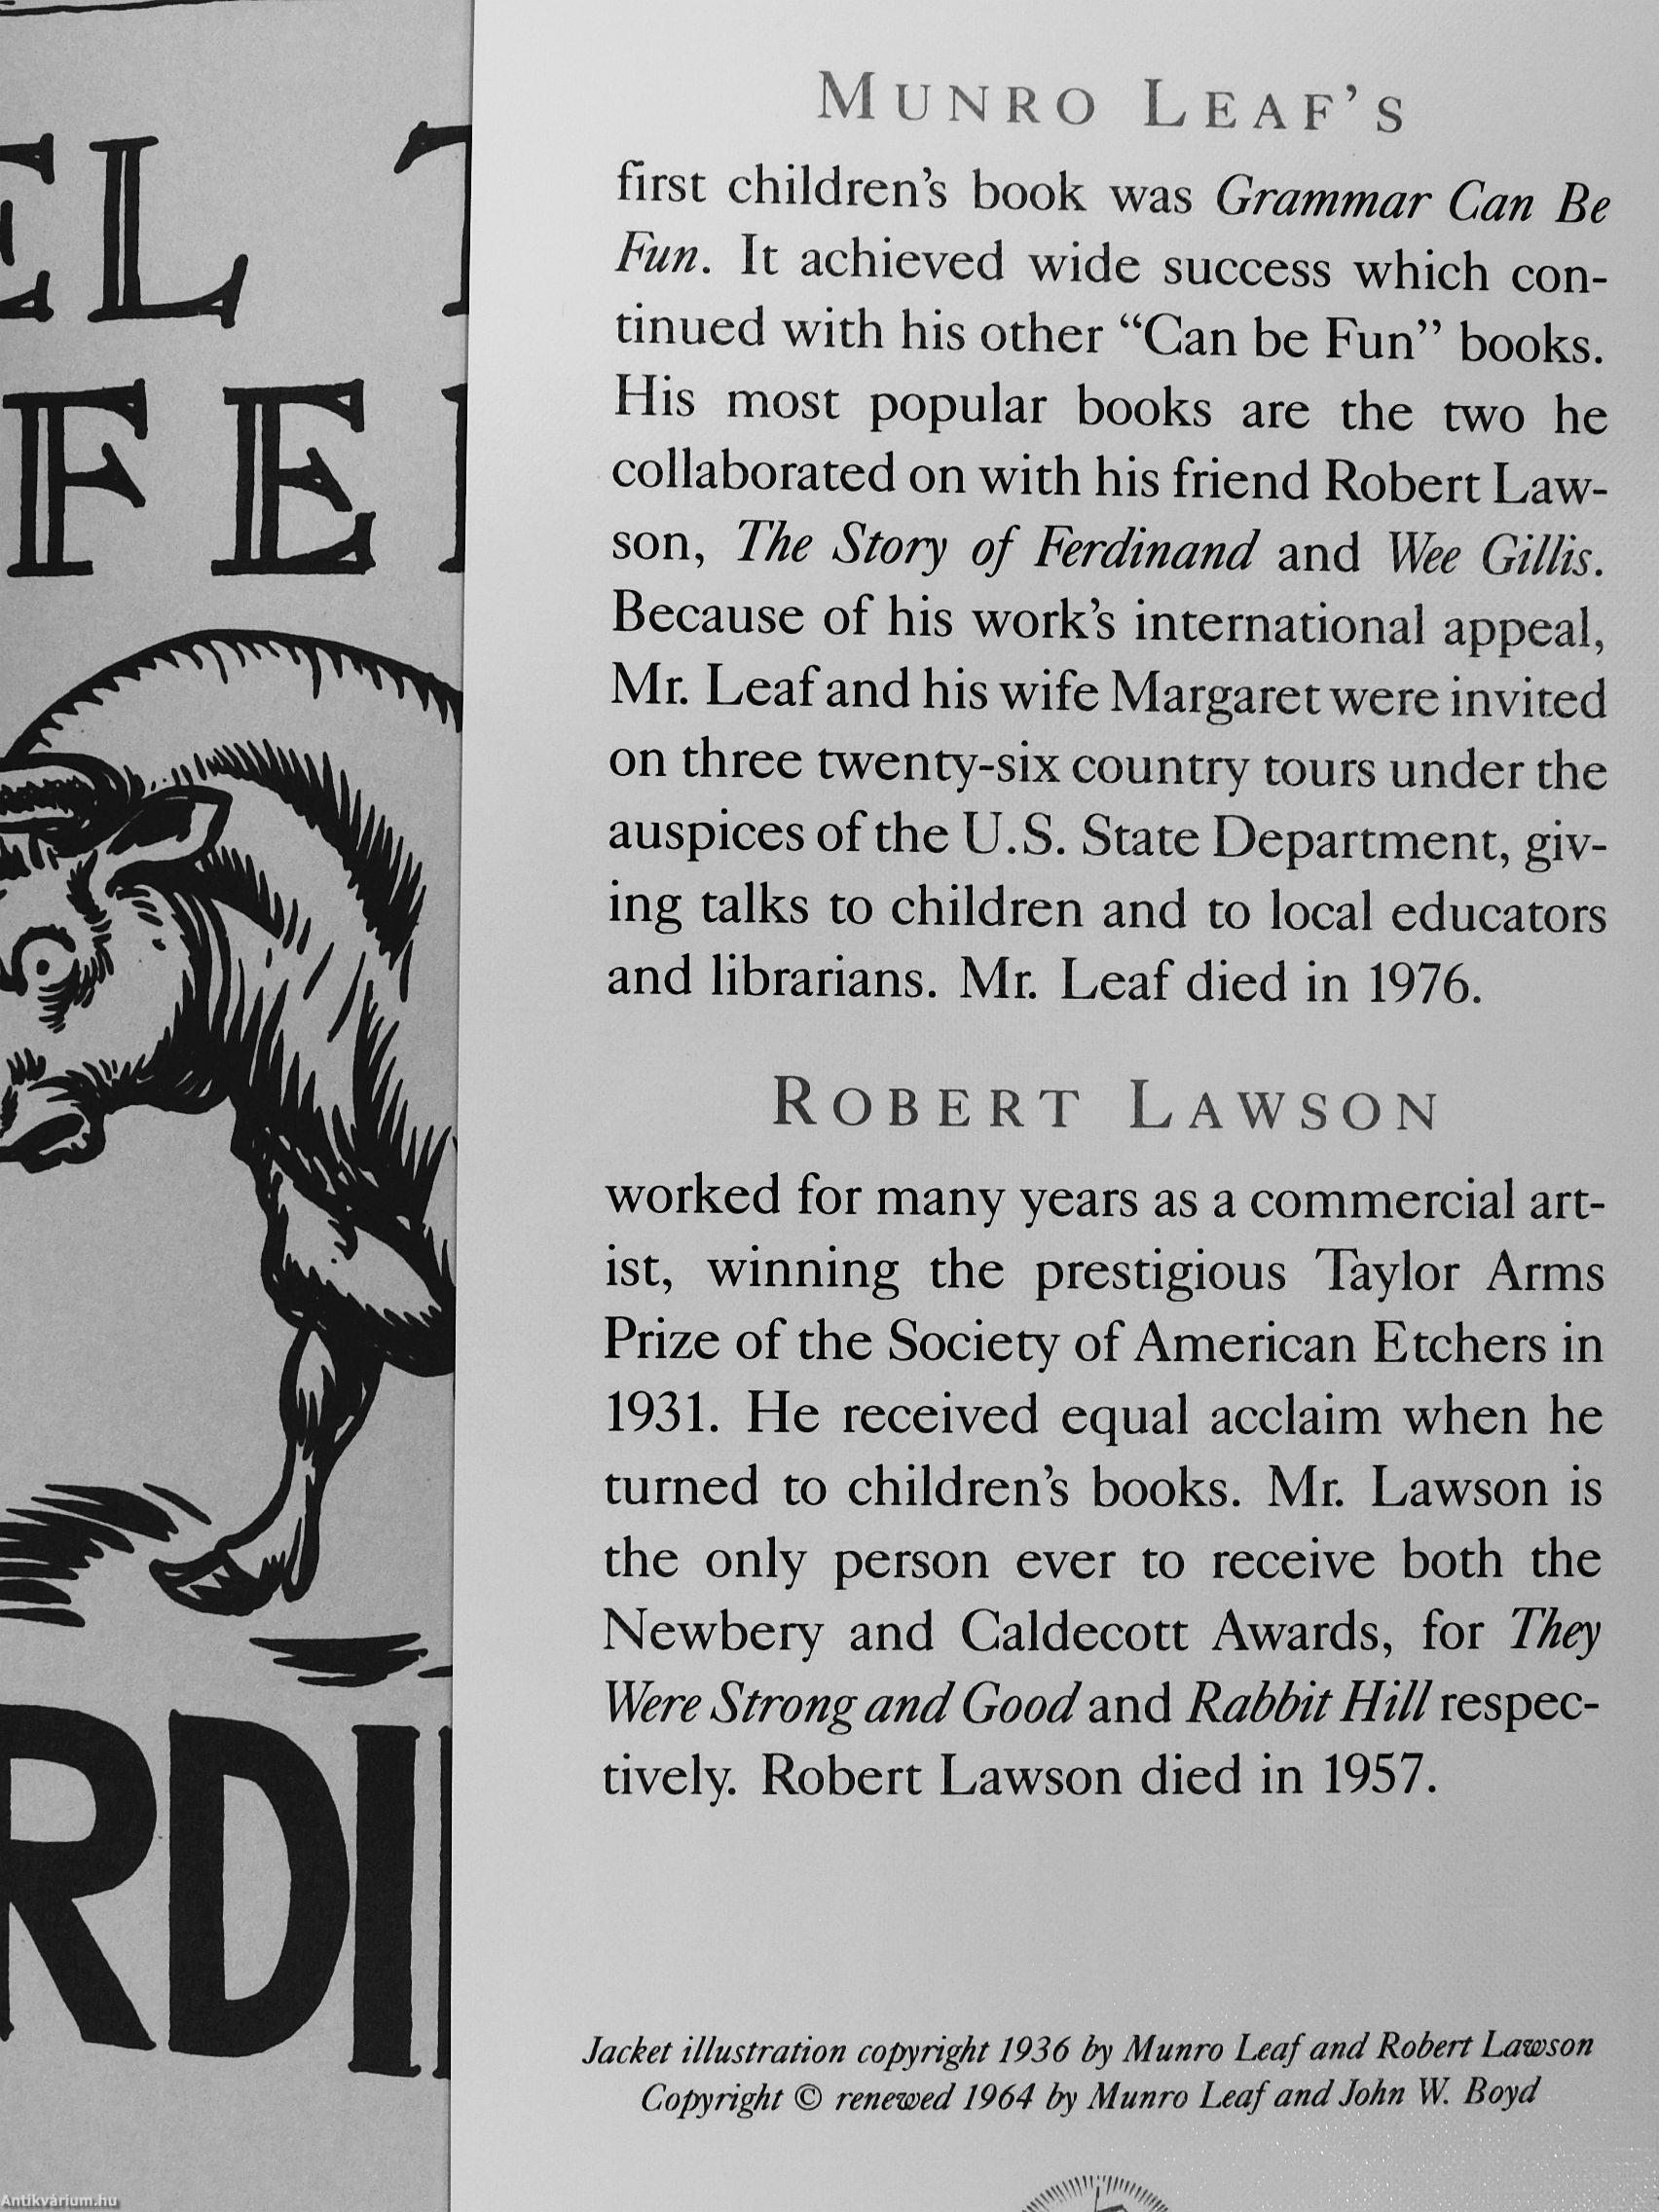 EL T
FE
RDI
MUNRO LEAF'S
first children's book was Grammar Can Be
Fun. It achieved wide success which con-
tinued with his other “Can be Fun” books.
His most popular books are the two he
collaborated on with his friend Robert Law-
son, The Story of Ferdinand and Wee Gillis.
Because of his work's international appeal,
Mr. Leaf and his wife Margaret were invited
on three twenty-six country tours under the
auspices of the U.S. State Department, giv-
ing talks to children and to local educators
and librarians. Mr. Leaf died in 1976.
ROBERT LAWSON
worked for many years as a commercial art-
ist, winning the prestigious Taylor Arms
Prize of the Society of American Etchers in
1931. He received equal acclaim when he
turned to children's books. Mr. Lawson is
the only person ever to receive both the
Newbery and Caldecott Awards, for They
Were Strong and Good and Rabbit Hill respec-
tively. Robert Lawson died in 1957.
Jacket illustration copyright 1936 by Munro Leaf and Robert Lawson
Copyright © renewed 1964 by Munro Leaf and John W. Boyd
Antikvárium.hu